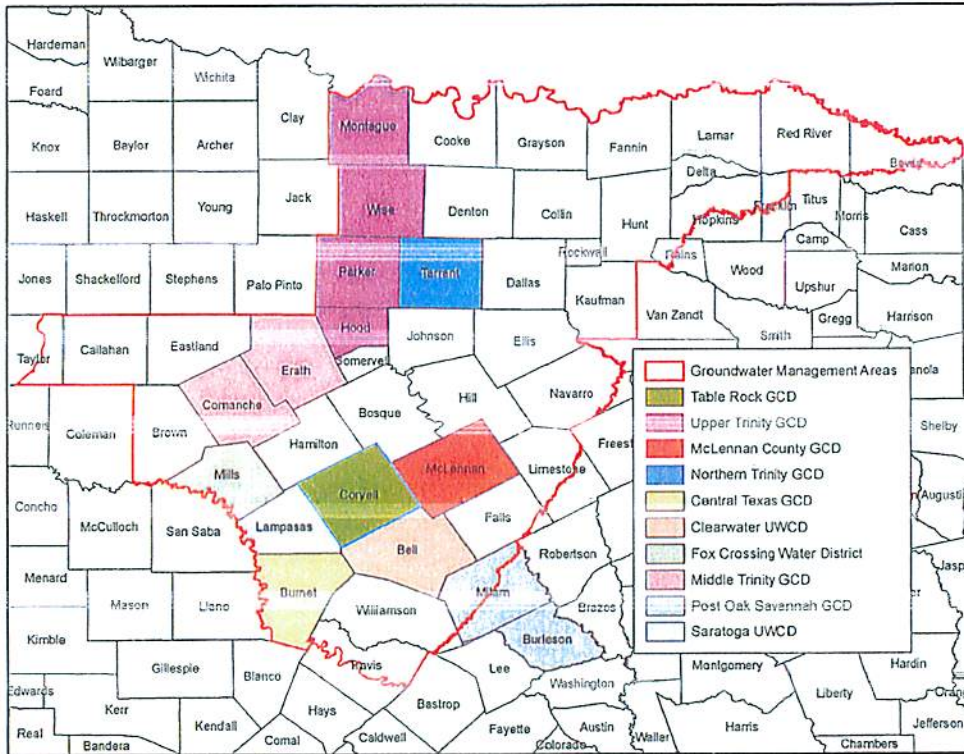 Hardeman
Wilbarger
Wichita
Foard
Clay
Montague
Cooke
Grayson
Fannin
Lamar
Red River
Knox
Baylor
Archer
Delta
Jack
Wise
Denton
Collin
Hunt
Hopkins
Titus
Morris
Cass
Haskell
Throckmorton
Young
Camp
Rockwall
Rains
Wood
Marion
Jones
Shackelford
Stephens
Palo Pinto
Parker
Tarrant
Dallas
Kaufman
Upshur
Van Zandt
Gregg
Harrison
Hood
Johnson
Ellis
Smith
Taylor
Callahan
Eastland
Erath
Somervell
Comanche
Bosque
Hill
Navarro
Coleman
Brown
Hamilton
Mills
Coryell
McLennan
Limestone
Freest
Shelby
Concho
McCulloch
San Saba
Lampasas
Bell
Falls
Robertson
Menard
Burnet
Milam
Brazos
Mason
Llano
Williamson
Burleson
Kimble
Travis
Lee
Washington
Gillespie
Blanco
Edwards
Kerr
Hays
Bastrop
Montgomery
Liberty
Hardin
Real
Bandera
Kendall
Comal
Caldwell
Fayette
Colorado
Austin
Waller
Harris
Chambers
Jefferson
Groundwater Management Areas
Table Rock GCD
Upper Trinity GCD
McLennan County GCD
Northern Trinity GCD
Central Texas GCD
Clearwater UWCD
Fox Crossing Water District
Middle Trinity GCD
Post Oak Savannah GCD
Saratoga UWCD